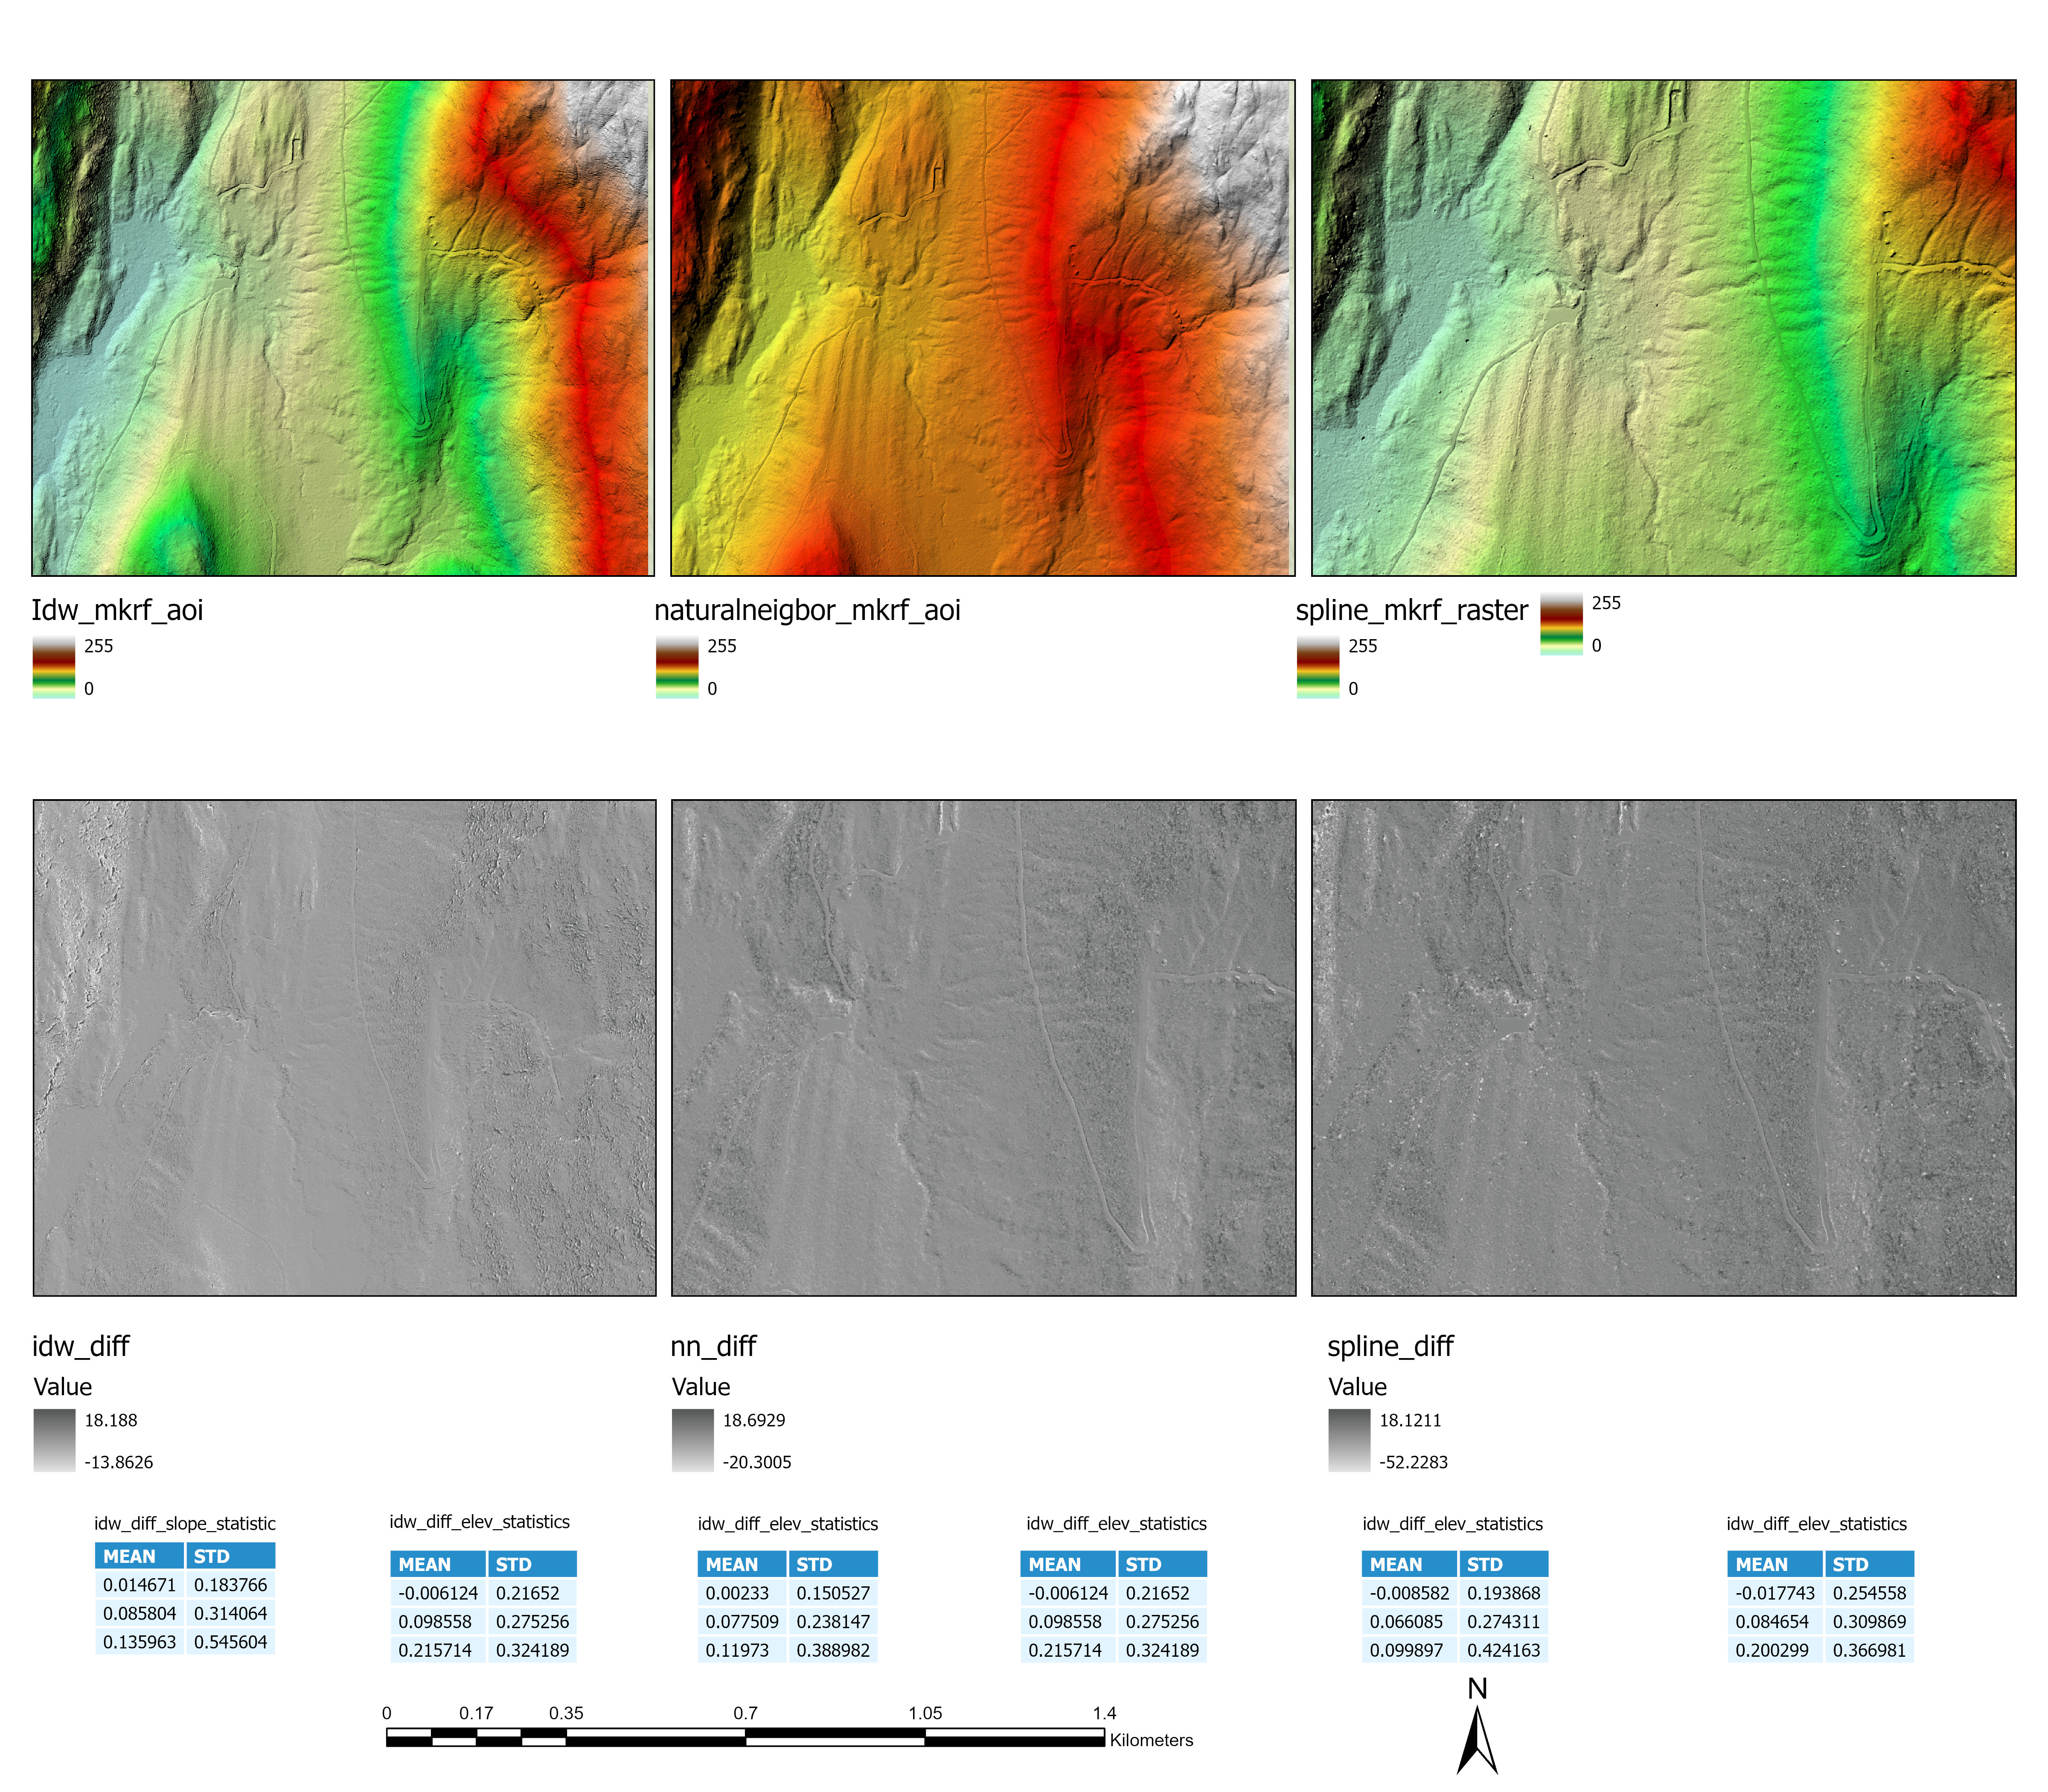 Idw_mkrf_aoi
255
0
naturalneigbor_mkrf_aoi
255
0
spline_mkrf_raster
255
0
255
0
idw_diff
Value
18.188
-13.8626
nn_diff
Value
18.6929
-20.3005
spline_diff
Value
18.1211
-52.2283
idw_diff_slope_statistic
MEAN STD
0.014671 0.183766
0.085804 0.314064
0.135963 0.545604
idw_diff_elev_statistics
MEAN STD
-0.006124 0.21652
0.098558 0.275256
0.215714 0.324189
idw_diff_elev_statistics
MEAN STD
0.00233 0.150527
0.077509 0.238147
0.11973 0.388982
idw_diff_elev_statistics
MEAN STD
-0.006124 0.21652
0.098558 0.275256
0.215714 0.324189
idw_diff_elev_statistics
MEAN STD
-0.008582 0.193868
0.066085 0.274311
0.099897 0.424163
idw_diff_elev_statistics
MEAN STD
-0.017743 0.254558
0.084654 0.309869
0.200299 0.366981
0 0.17 0.35 0.7 1.05 1.4
Kilometers
N